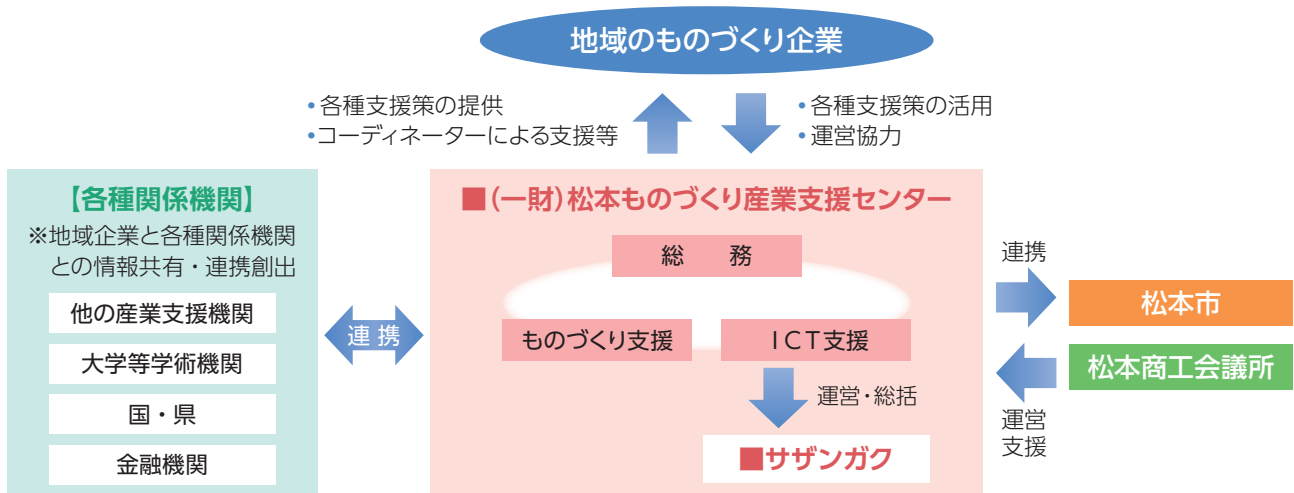 地域のものづくり企業
•各種支援策の提供
•コーディネーターによる支援等
•各種支援策の活用
•運営協力
【各種関係機関】
※地域企業と各種関係機関
との情報共有・連携創出
他の産業支援機関
大学等学術機関
国・県
金融機関
連携
■(一財)松本ものづくり産業支援センター
総　務
ものづくり支援
ICT支援
運営・総括
■サザンガク
連携
松本市
松本商工会議所
運営
支援